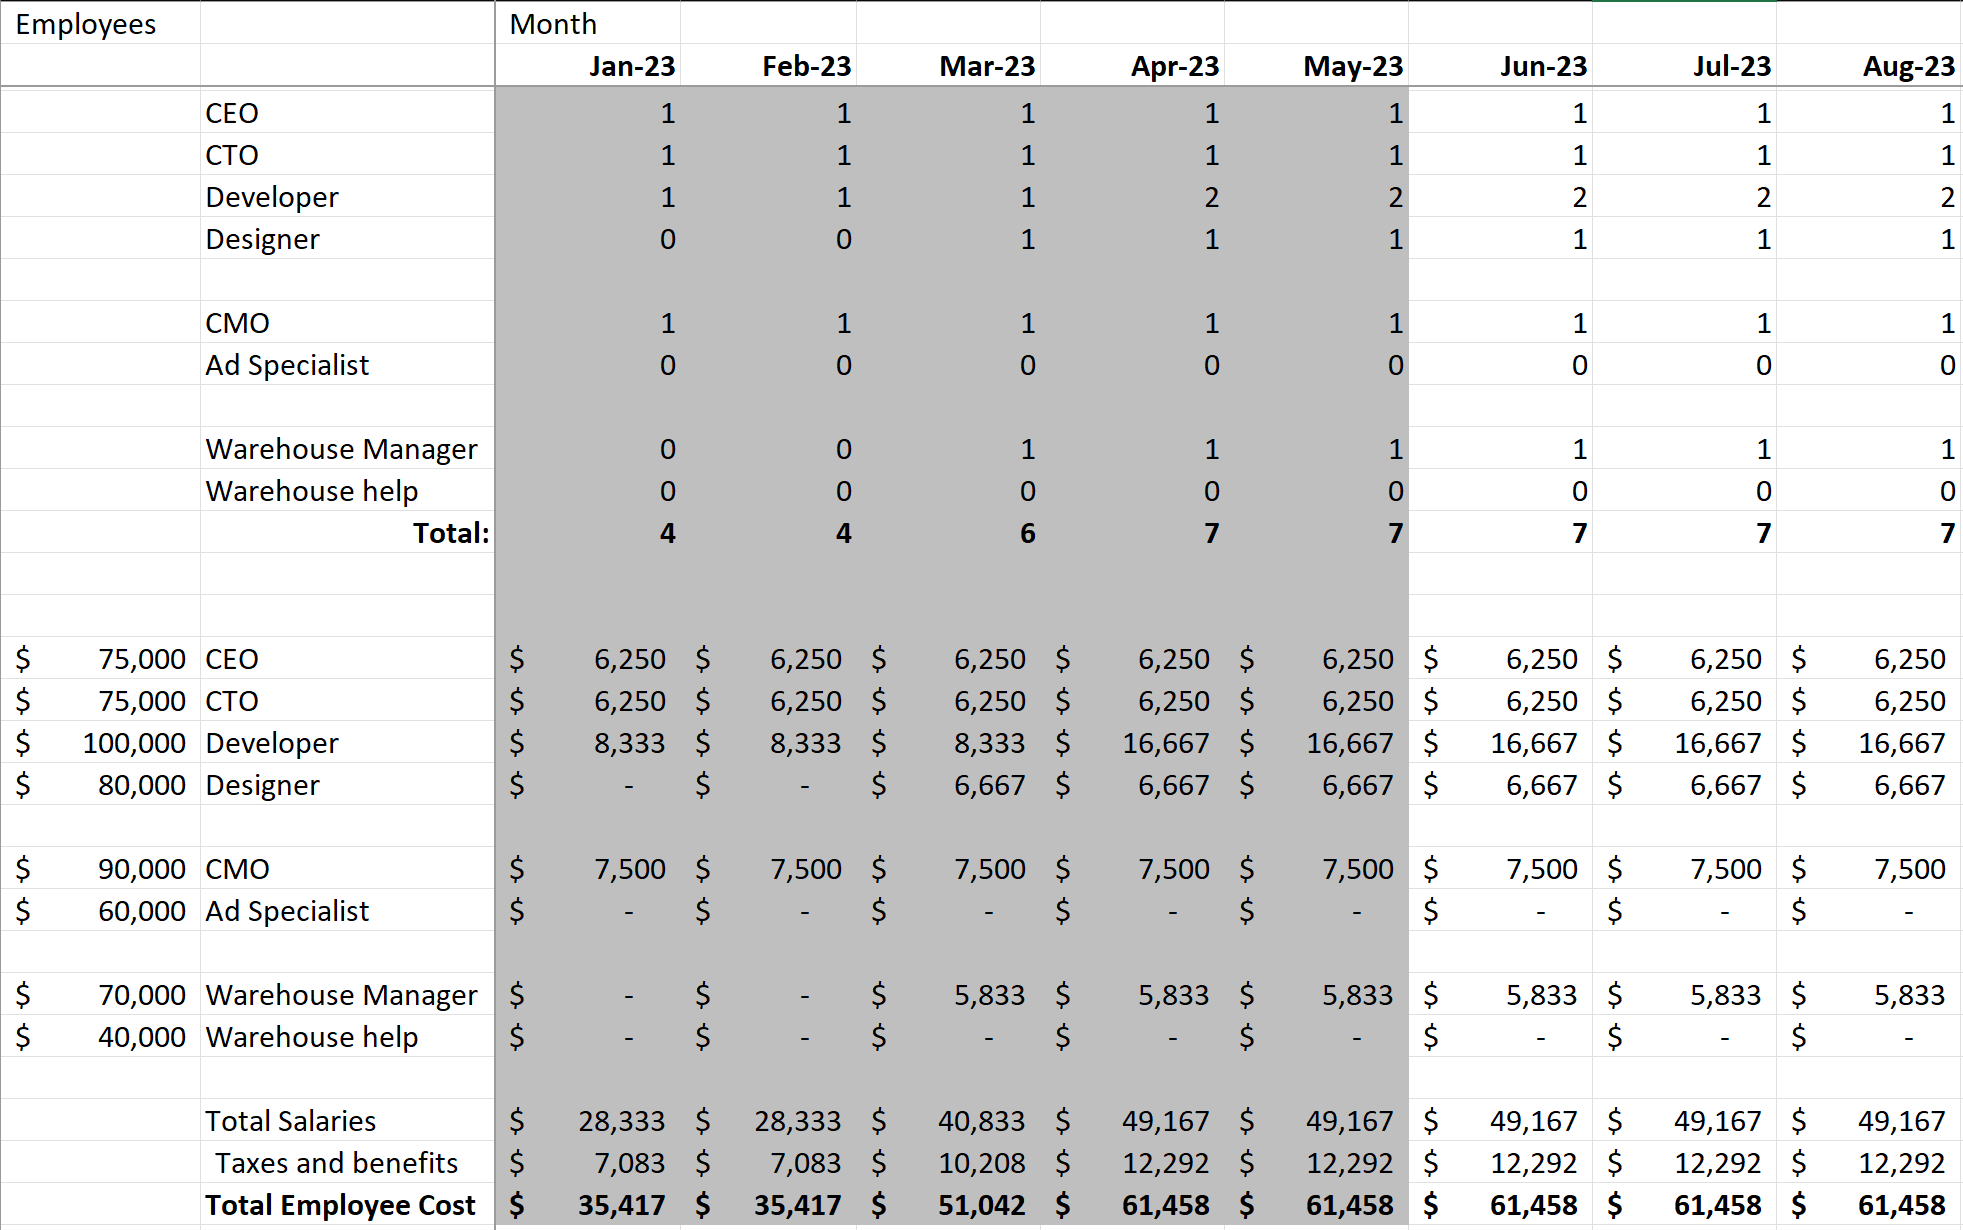 Employees Month
Jan-23 Feb-23 Mar-23 Apr-23 May-23 Jun-23 Jul-23 Aug-23
CEO 1 1 1 1 1 1 1 1
CTO 1 1 1 1 1 1 1 1
Developer 1 1 1 2 2 2 2 2
Designer 0 0 1 1 1 1 1 1
CMO 1 1 1 1 1 1 1 1
Ad Specialist 0 0 0 0 0 0 0 0
Warehouse Manager 0 0 1 1 1 1 1 1
Warehouse help 0 0 0 0 0 0 0 0
Total: 4 4 6 7 7 7 7 7
$ 75,000 CEO $ 6,250 $ 6,250 $ 6,250 $ 6,250 $ 6,250 $ 6,250 $ 6,250 $ 6,250
$ 75,000 CTO $ 6,250 $ 6,250 $ 6,250 $ 6,250 $ 6,250 $ 6,250 $ 6,250 $ 6,250
$ 100,000 Developer $ 8,333 $ 8,333 $ 8,333 $ 16,667 $ 16,667 $ 16,667 $ 16,667 $ 16,667
$ 80,000 Designer $ - $ - $ 6,667 $ 6,667 $ 6,667 $ 6,667 $ 6,667 $ 6,667
$ 90,000 CMO $ 7,500 $ 7,500 $ 7,500 $ 7,500 $ 7,500 $ 7,500 $ 7,500 $ 7,500
$ 60,000 Ad Specialist $ - $ - $ - $ - $ - $ - $ - $ -
$ 70,000 Warehouse Manager $ - $ - $ 5,833 $ 5,833 $ 5,833 $ 5,833 $ 5,833 $ 5,833
$ 40,000 Warehouse help $ - $ - $ - $ - $ - $ - $ - $ -
Total Salaries $ 28,333 $ 28,333 $ 40,833 $ 49,167 $ 49,167 $ 49,167 $ 49,167 $ 49,167
Taxes and benefits $ 7,083 $ 7,083 $ 10,208 $ 12,292 $ 12,292 $ 12,292 $ 12,292 $ 12,292
Total Employee Cost $ 35,417 $ 35,417 $ 51,042 $ 61,458 $ 61,458 $ 61,458 $ 61,458 $ 61,458